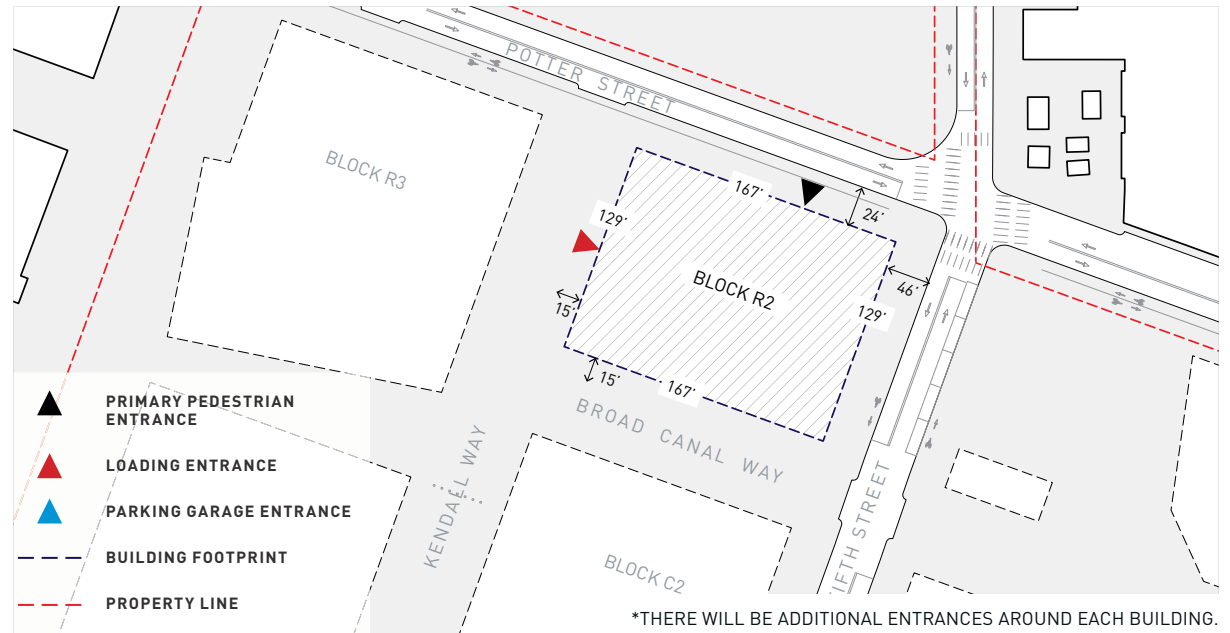 POTTER STREET
BLOCK R3
167'
24'
129'
BLOCK R2
46'
129'
15'
15'
167'
BROAD CANAL WAY
KENDALL WAY
FIFTH STREET
BLOCK C2
PRIMARY PEDESTRIAN
ENTRANCE
LOADING ENTRANCE
PARKING GARAGE ENTRANCE
BUILDING FOOTPRINT
PROPERTY LINE
*THERE WILL BE ADDITIONAL ENTRANCES AROUND EACH BUILDING.